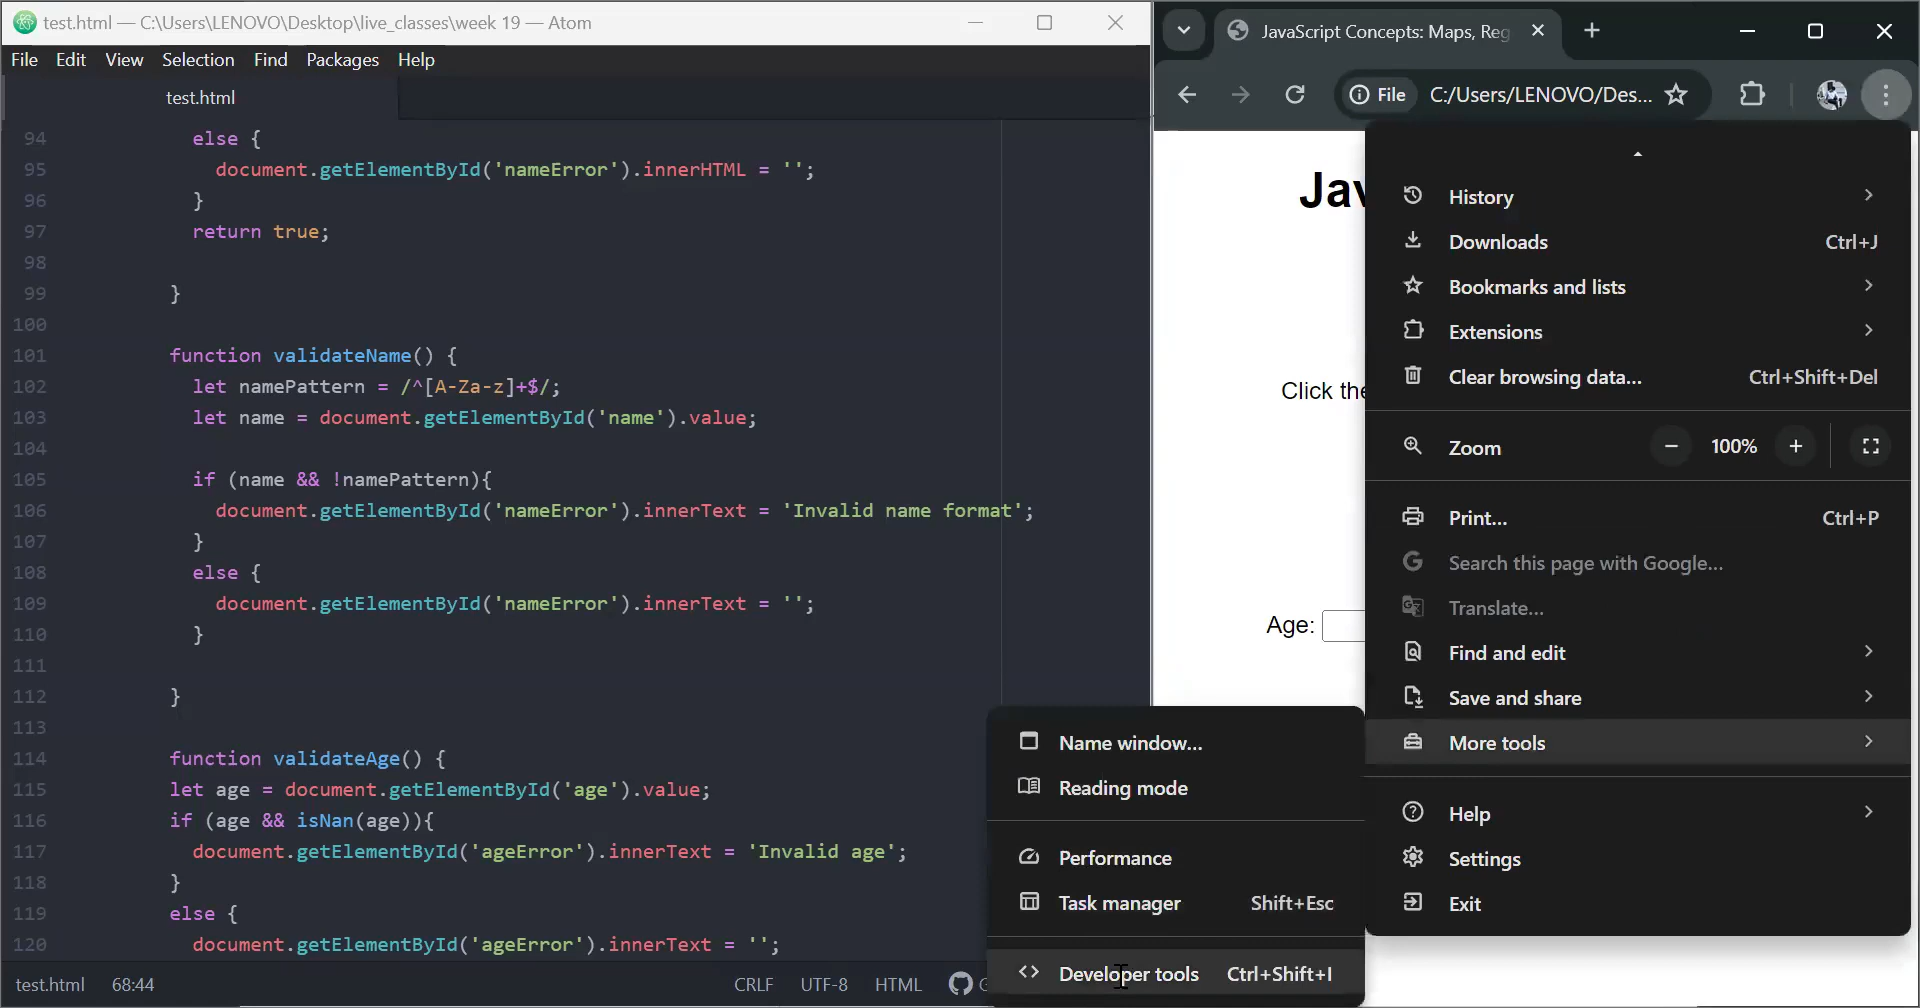 test.html — C:\Users\LENOVO\Desktop\live_classes\week 19 — Atom
File Edit View Selection Find Packages Help
test.html
94 else {
95 document.getElementById('nameError').innerHTML = '';
96 }
97 return true;
98
99 }
100
101 function validateName() {
102 let namePattern = /^[A-Za-z]+$/;
103 let name = document.getElementById('name').value;
104
105 if (name && !namePattern){
106 document.getElementById('nameError').innerText = 'Invalid name format';
107 }
108 else {
109 document.getElementById('nameError').innerText = '';
110 }
111
112 }
113
114 function validateAge() {
115 let age = document.getElementById('age').value;
116 if (age && isNan(age)){
117 document.getElementById('ageError').innerText = 'Invalid age';
118 }
119 else {
120 document.getElementById('ageError').innerText = '';
test.html 68:44 CRLF UTF-8 HTML G
JavaScript Concepts: Maps, Reg
File C:/Users/LENOVO/Des...
Jav
Click the
Age:
History
Downloads Ctrl+J
Bookmarks and lists
Extensions
Clear browsing data... Ctrl+Shift+Del
Zoom − 100% +
Print... Ctrl+P
Search this page with Google...
Translate...
Find and edit
Save and share
More tools
Help
Settings
Exit
Name window...
Reading mode
Performance
Task manager Shift+Esc
Developer tools Ctrl+Shift+I